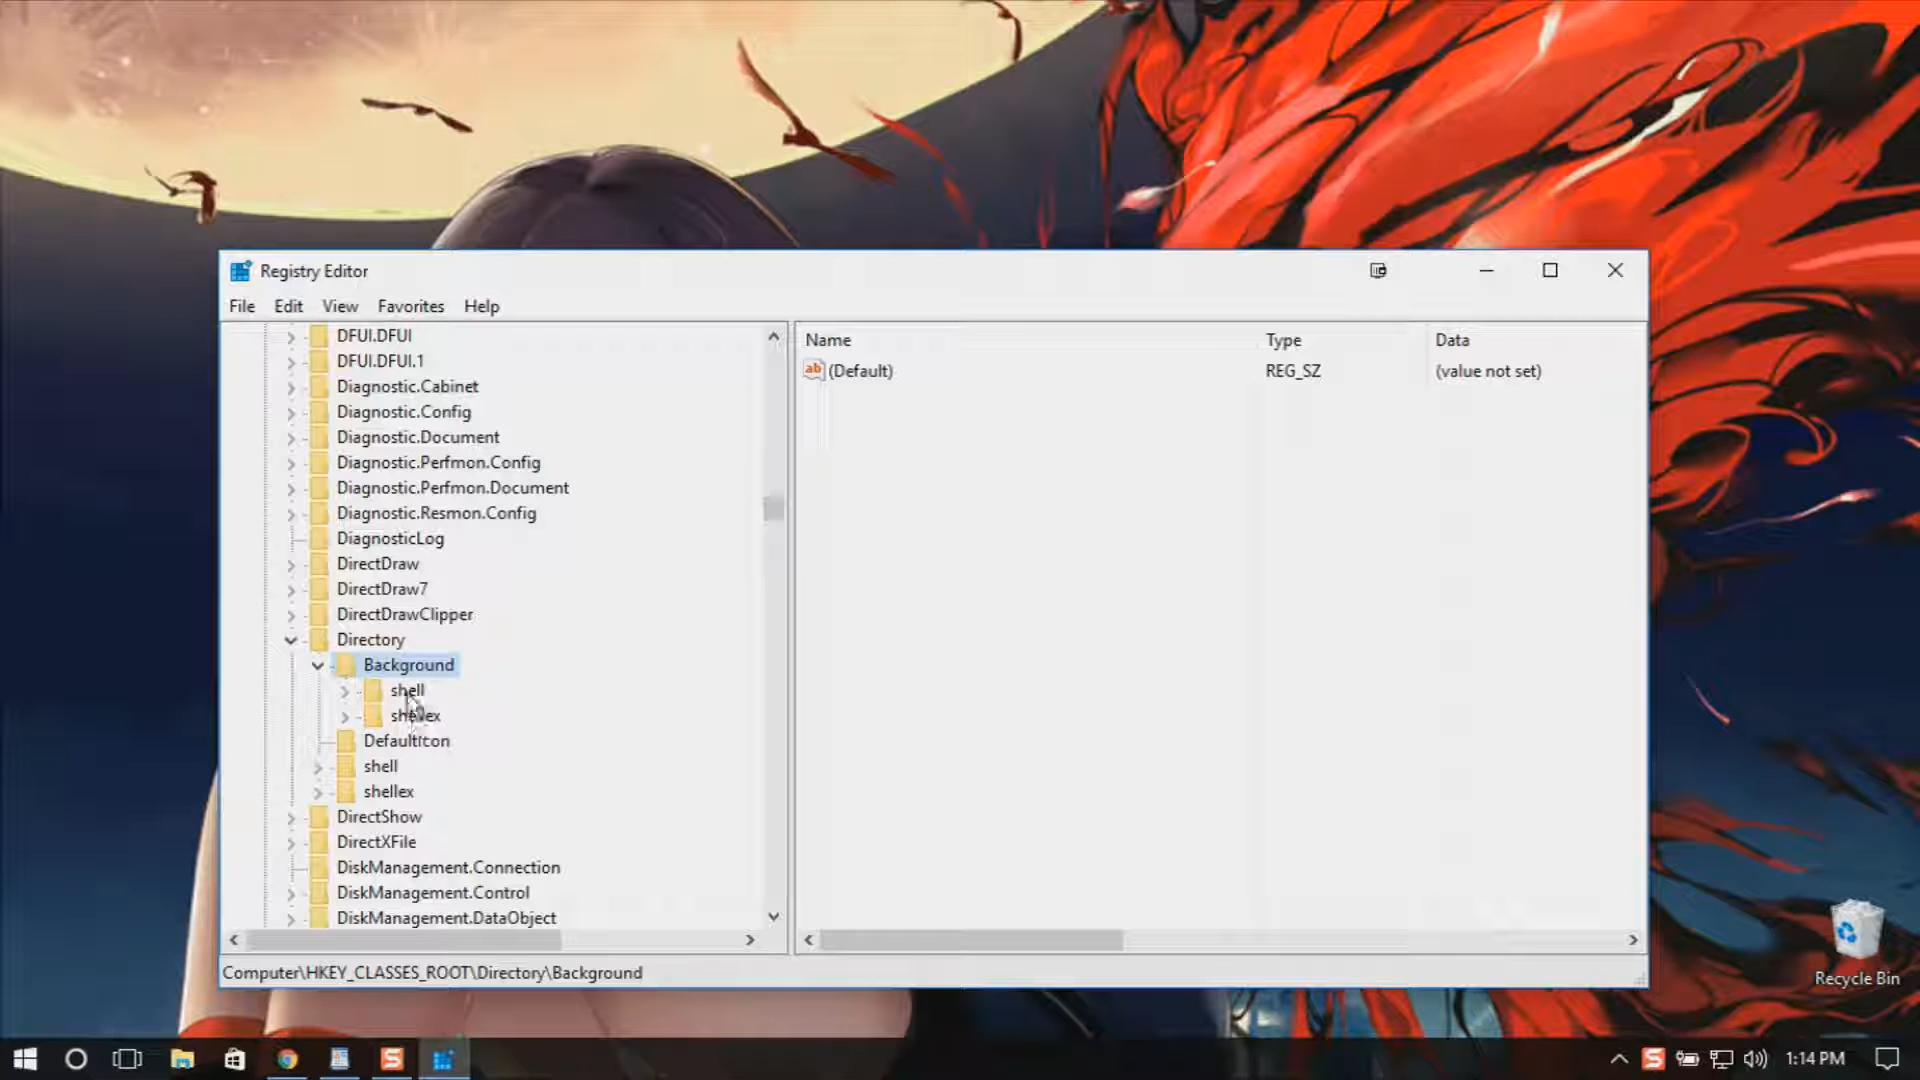 Registry Editor
File Edit View Favorites Help
DFUI.DFUI
DFUI.DFUI.1
Diagnostic.Cabinet
Diagnostic.Config
Diagnostic.Document
Diagnostic.Perfmon.Config
Diagnostic.Perfmon.Document
Diagnostic.Resmon.Config
DiagnosticLog
DirectDraw
DirectDraw7
DirectDrawClipper
Directory
Background
shell
shellex
DefaultIcon
shell
shellex
DirectShow
DirectXFile
DiskManagement.Connection
DiskManagement.Control
DiskManagement.DataObject
Name Type Data
ab (Default) REG_SZ (value not set)
Computer\HKEY_CLASSES_ROOT\Directory\Background
Recycle Bin
S S 1:14 PM